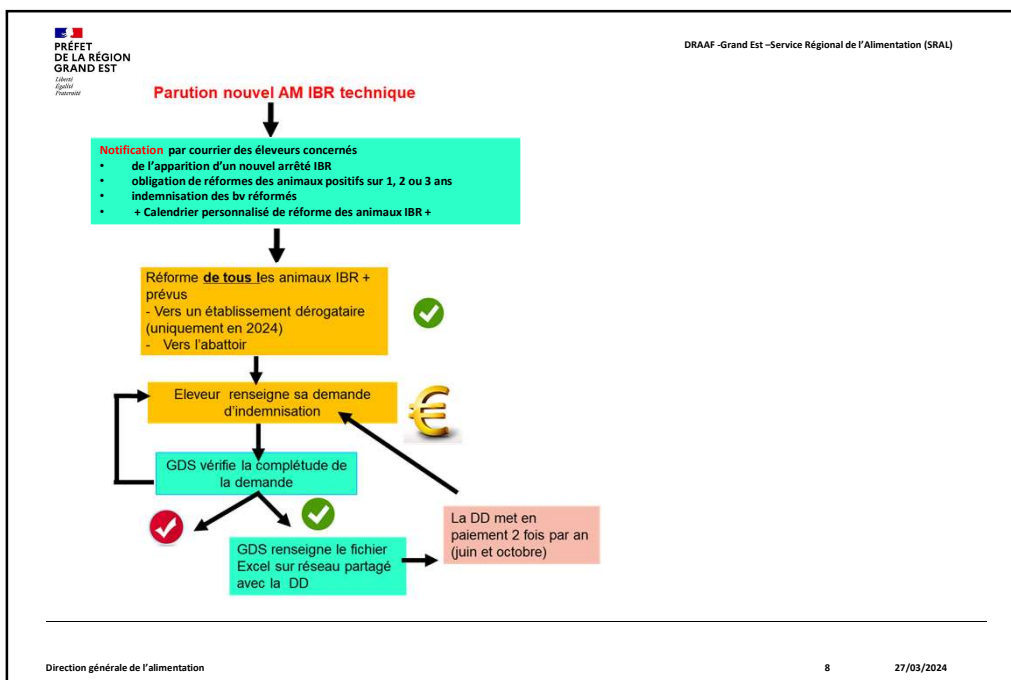 PRÉFET
DE LA RÉGION
GRAND EST
Liberté
Égalité
Fraternité
DRAAF -Grand Est –Service Régional de l'Alimentation (SRAL)
Parution nouvel AM IBR technique
Notification par courrier des éleveurs concernés
• de l'apparition d'un nouvel arrêté IBR
• obligation de réformes des animaux positifs sur 1, 2 ou 3 ans
• indemnisation des bv réformés
• + Calendrier personnalisé de réforme des animaux IBR +
Réforme de tous les animaux IBR +
prévus
- Vers un établissement dérogataire
(uniquement en 2024)
- Vers l'abattoir
Eleveur renseigne sa demande
d'indemnisation
€
GDS vérifie la complétude de
la demande
GDS renseigne le fichier
Excel sur réseau partagé
avec la DD
La DD met en
paiement 2 fois par an
(juin et octobre)
Direction générale de l'alimentation
8
27/03/2024